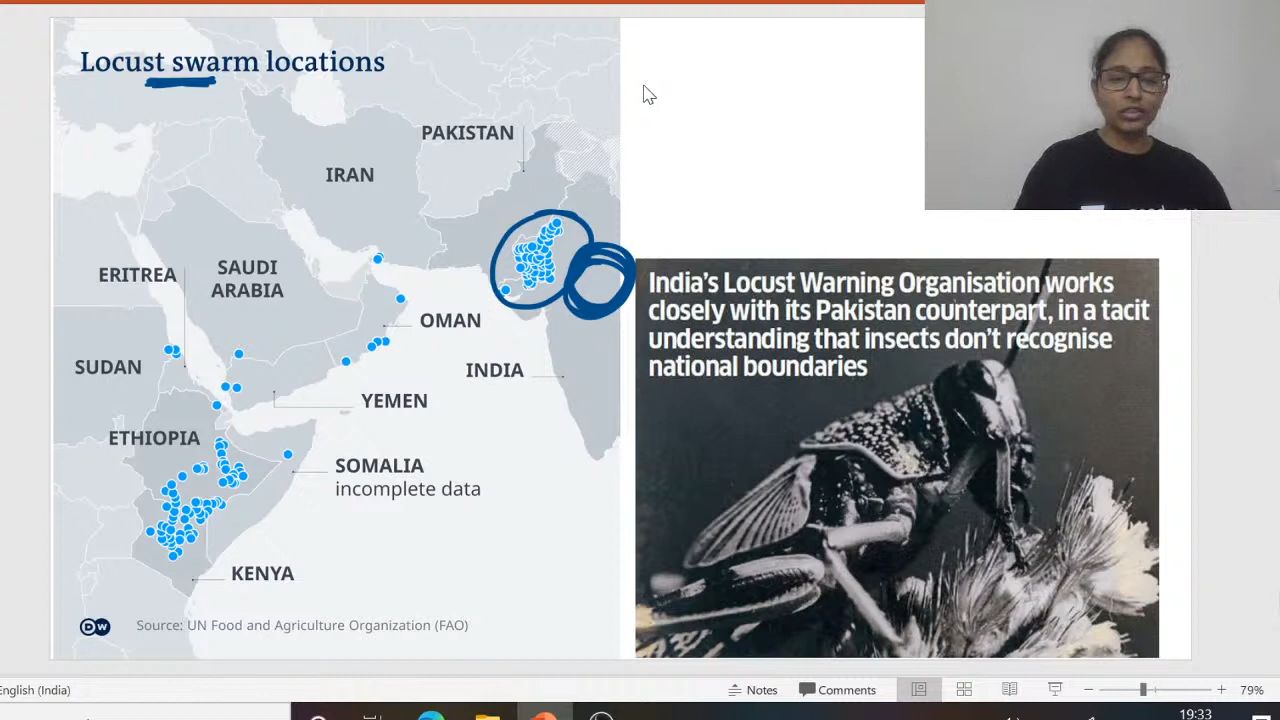 Locust swarm locations
PAKISTAN
IRAN
ERITREA
SAUDI
ARABIA
OMAN
SUDAN
INDIA
YEMEN
ETHIOPIA
SOMALIA
incomplete data
KENYA
DW
Source: UN Food and Agriculture Organization (FAO)
India's Locust Warning Organisation works
closely with its Pakistan counterpart, in a tacit
understanding that insects don't recognise
national boundaries
English (India)
Notes
Comments
79%
19:33